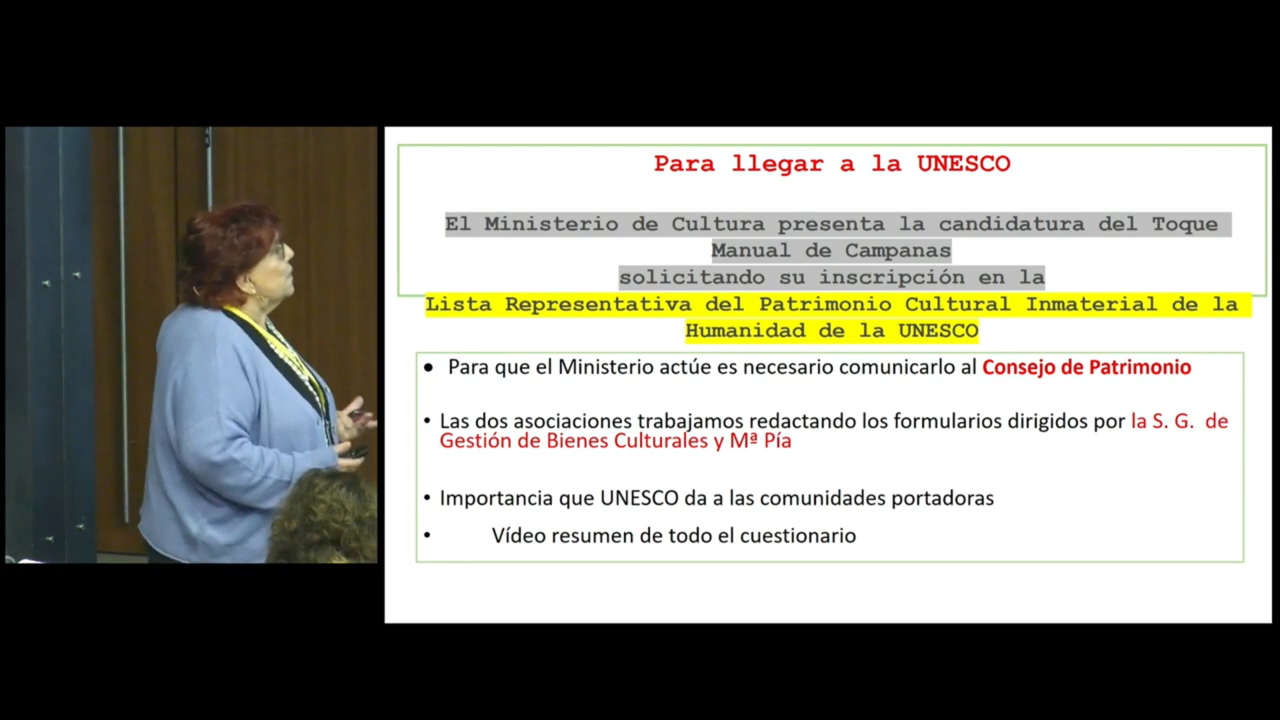 Para llegar a la UNESCO
El Ministerio de Cultura presenta la candidatura del Toque
Manual de Campanas
solicitando su inscripción en la
Lista Representativa del Patrimonio Cultural Inmaterial de la
Humanidad de la UNESCO
• Para que el Ministerio actúe es necesario comunicarlo al Consejo de Patrimonio
• Las dos asociaciones trabajamos redactando los formularios dirigidos por la S. G. de
Gestión de Bienes Culturales y Mª Pía
• Importancia que UNESCO da a las comunidades portadoras
• Vídeo resumen de todo el cuestionario